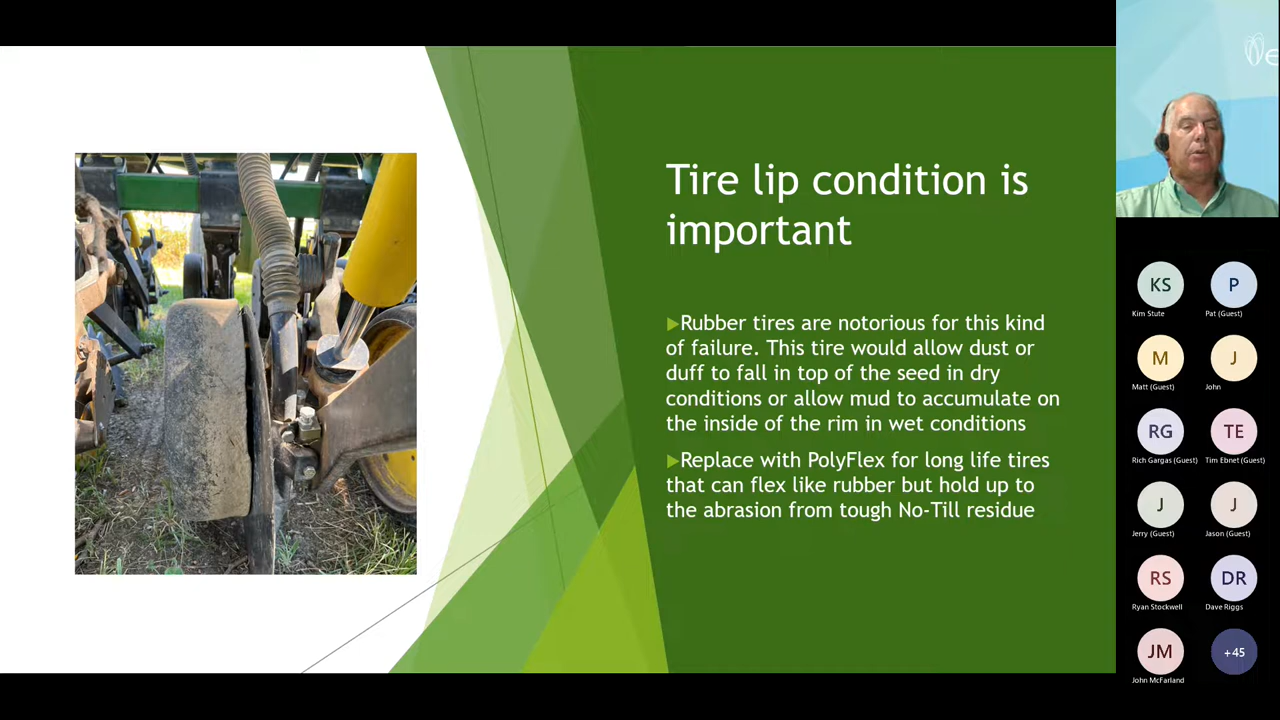 Tire lip condition is
important
Rubber tires are notorious for this kind
of failure. This tire would allow dust or
duff to fall in top of the seed in dry
conditions or allow mud to accumulate on
the inside of the rim in wet conditions
Replace with PolyFlex for long life tires
that can flex like rubber but hold up to
the abrasion from tough No-Till residue
KS
Kim Stute
P
Pat (Guest)
M
Matt (Guest)
J
John
RG
Rich Gargas (Guest)
TE
Tim Ebnet (Guest)
J
Jerry (Guest)
J
Jason (Guest)
RS
Ryan Stockwell
DR
Dave Riggs
JM
John McFarland
+45